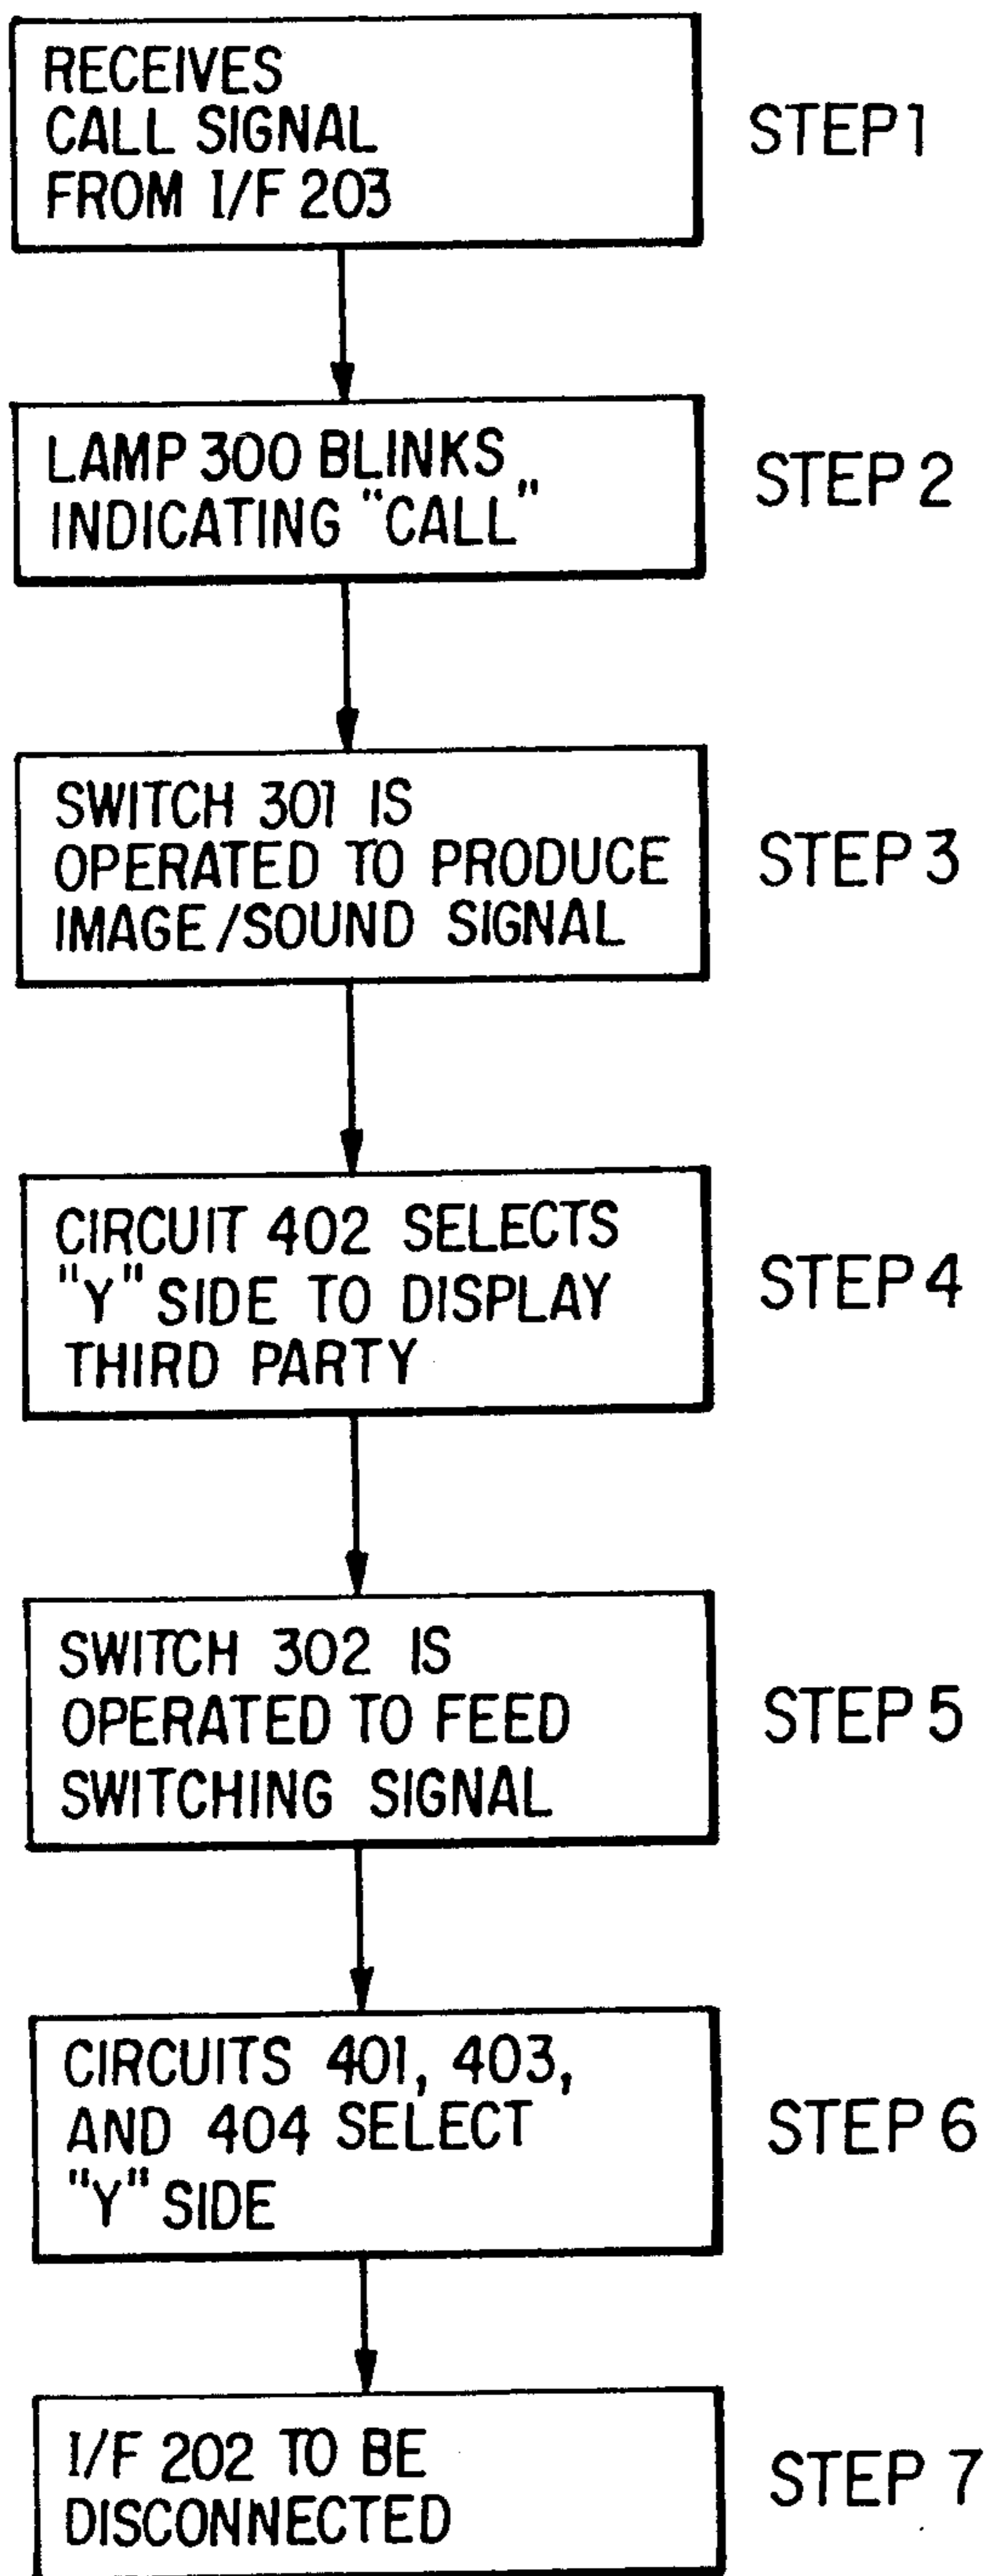 RECEIVES
CALL SIGNAL
FROM I/F 203
STEP 1
LAMP 300 BLINKS
INDICATING "CALL"
STEP 2
SWITCH 301 IS
OPERATED TO PRODUCE
IMAGE/SOUND SIGNAL
STEP 3
CIRCUIT 402 SELECTS
"Y" SIDE TO DISPLAY
THIRD PARTY
STEP 4
SWITCH 302 IS
OPERATED TO FEED
SWITCHING SIGNAL
STEP 5
CIRCUITS 401, 403,
AND 404 SELECT
"Y" SIDE
STEP 6
I/F 202 TO BE
DISCONNECTED
STEP 7